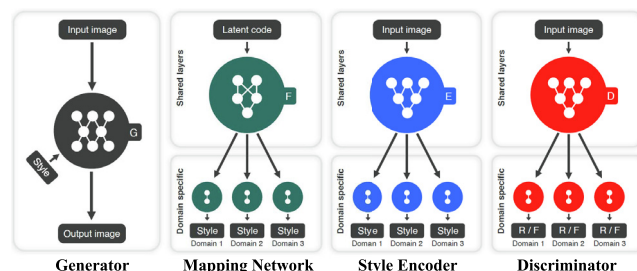 Input image
G
Style
Output image
Generator
Latent code
Shared layers
F
Domain specific
Style Style Style
Domain 1 Domain 2 Domain 3
Mapping Network
Input image
Shared layers
E
Domain specific
Stye Style Style
Domain 1 Domain 2 Domain 3
Style Encoder
Input image
Shared layers
D
Domain specific
R / F R / F R / F
Domain 1 Domain 2 Domain 3
Discriminator